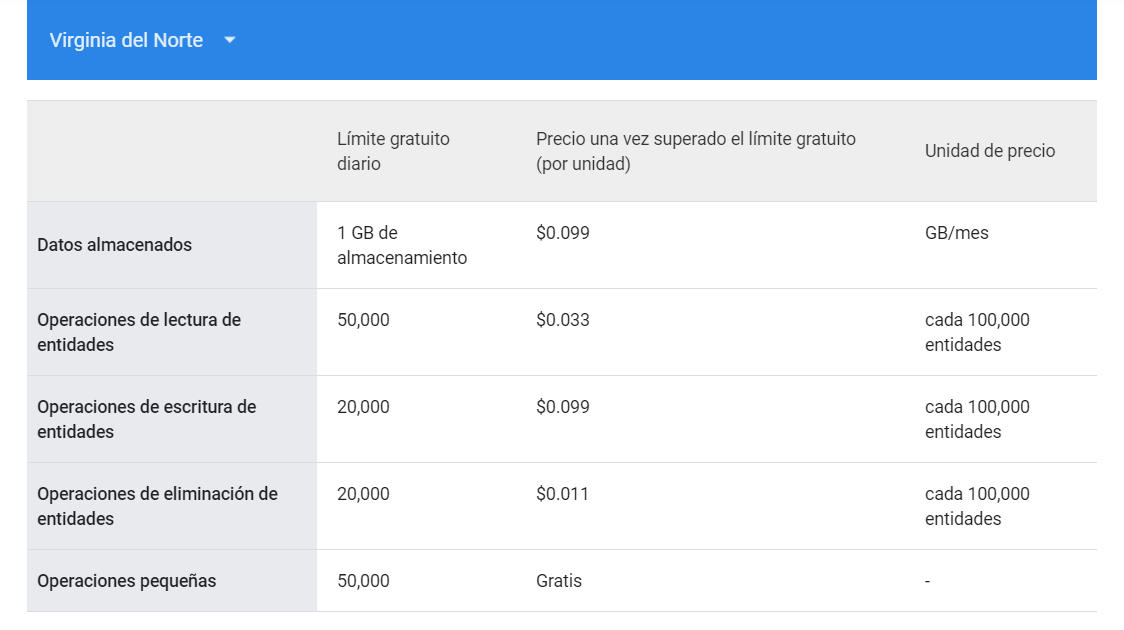 Virginia del Norte
Límite gratuito
diario
Precio una vez superado el límite gratuito
(por unidad)
Unidad de precio
Datos almacenados
1 GB de
almacenamiento
$0.099
GB/mes
Operaciones de lectura de
entidades
50,000
$0.033
cada 100,000
entidades
Operaciones de escritura de
entidades
20,000
$0.099
cada 100,000
entidades
Operaciones de eliminación de
entidades
20,000
$0.011
cada 100,000
entidades
Operaciones pequeñas
50,000
Gratis
-